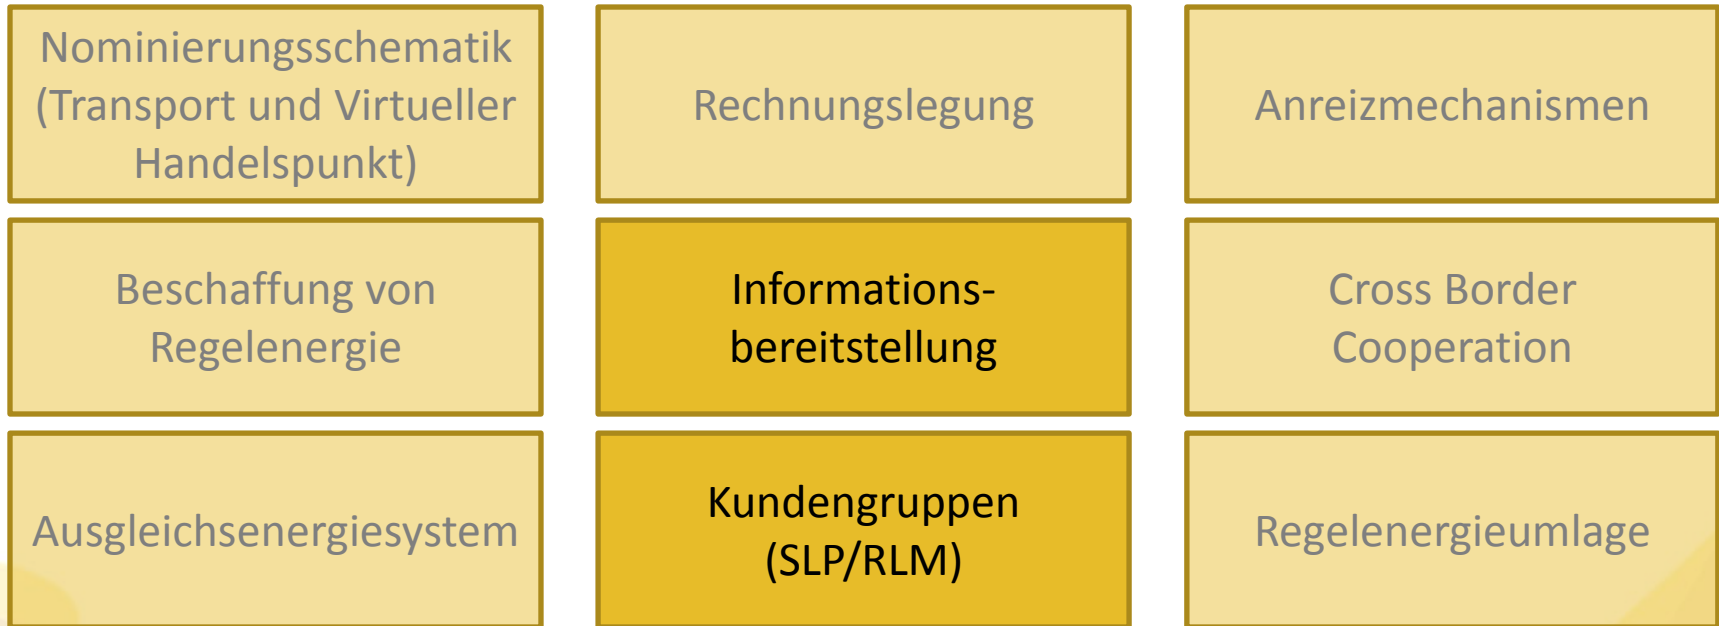 Nominierungsschematik
(Transport und Virtueller
Handelspunkt)
Rechnungslegung
Anreizmechanismen
Beschaffung von
Regelenergie
Informations-
bereitstellung
Cross Border
Cooperation
Ausgleichsenergiesystem
Kundengruppen
(SLP/RLM)
Regelenergieumlage